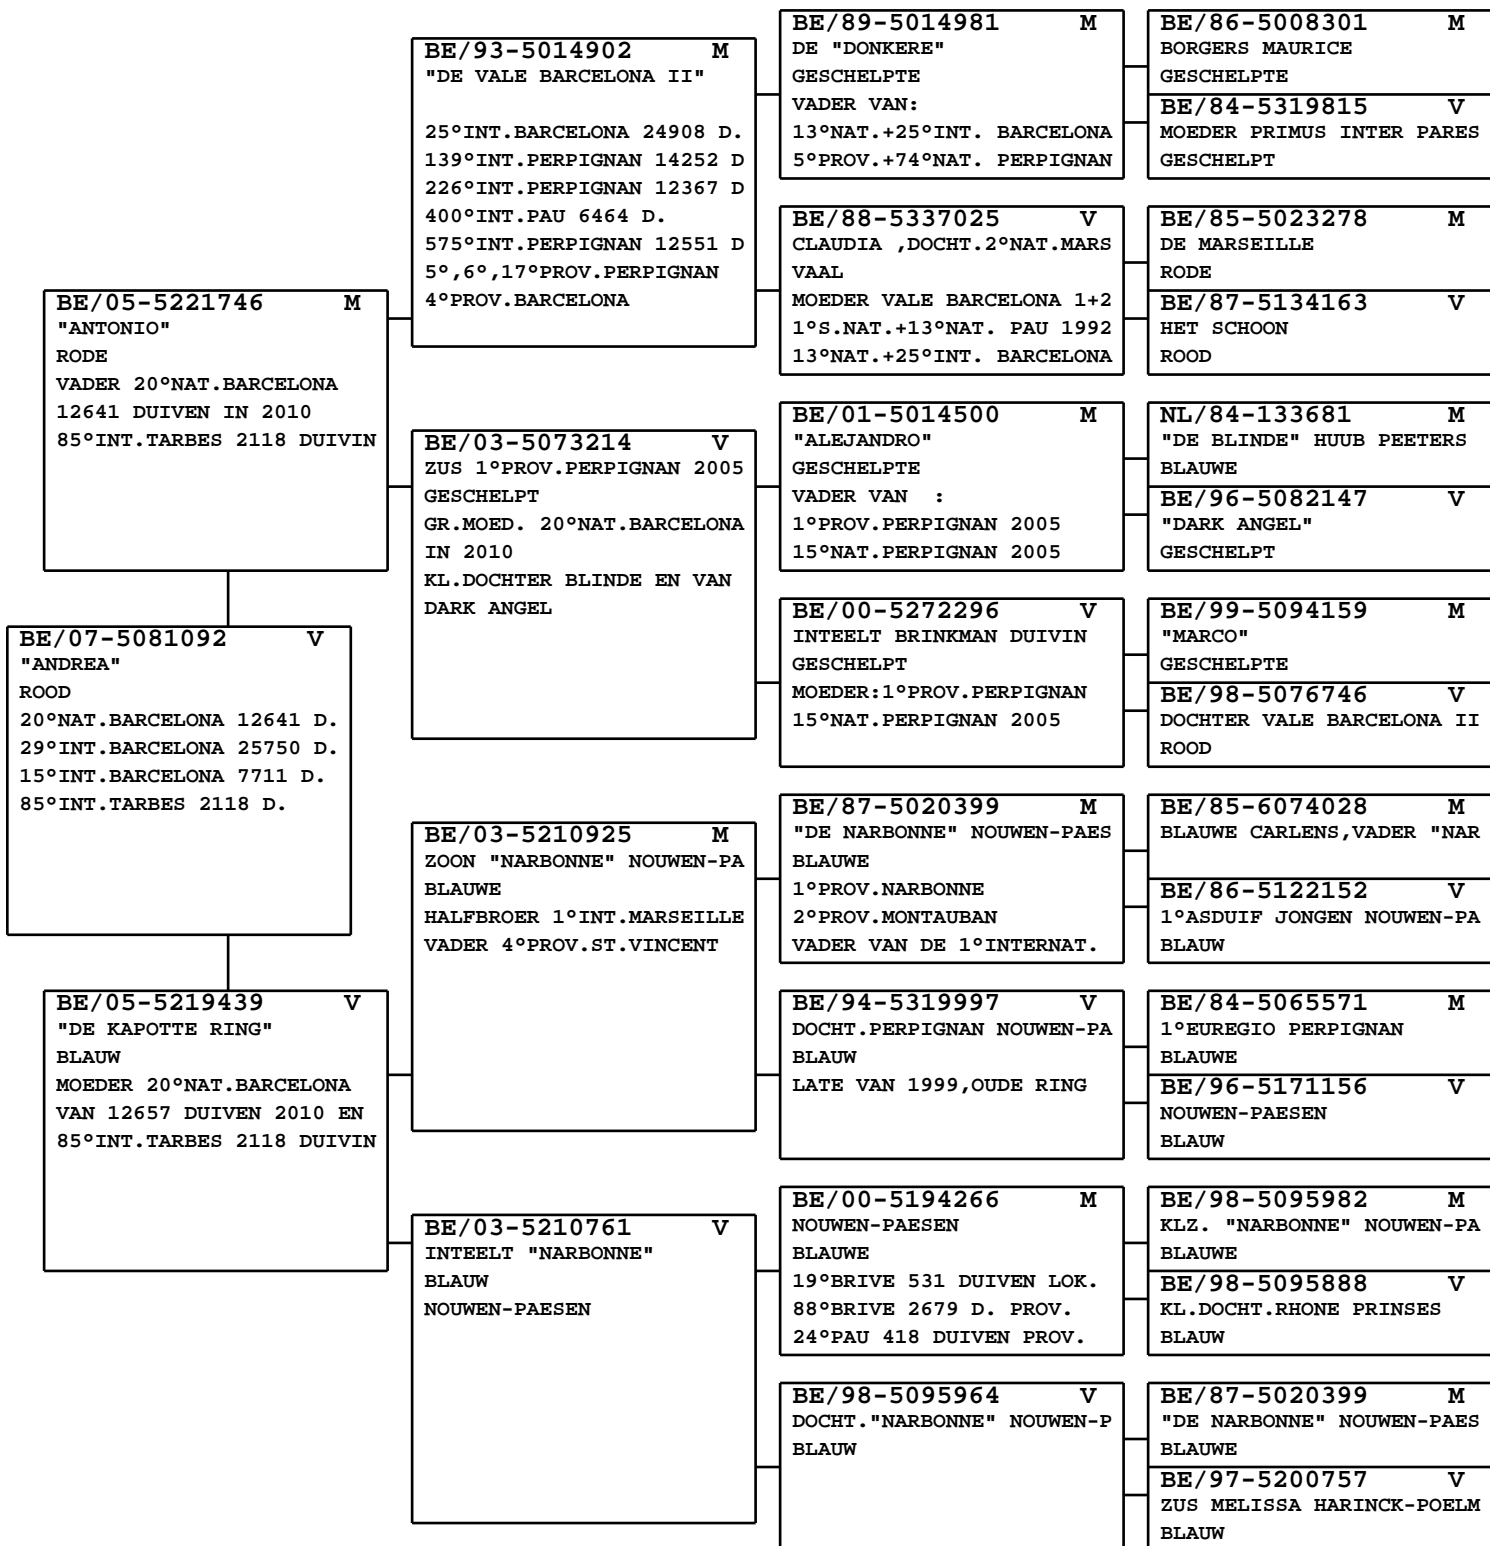 BE/07-5081092 V
"ANDREA"
ROOD
20°NAT.BARCELONA 12641 D.
29°INT.BARCELONA 25750 D.
15°INT.BARCELONA 7711 D.
85°INT.TARBES 2118 D.
BE/05-5221746 M
"ANTONIO"
RODE
VADER 20°NAT.BARCELONA
12641 DUIVEN IN 2010
85°INT.TARBES 2118 DUIVIN
BE/05-5219439 V
"DE KAPOTTE RING"
BLAUW
MOEDER 20°NAT.BARCELONA
VAN 12657 DUIVEN 2010 EN
85°INT.TARBES 2118 DUIVIN
BE/93-5014902 M
"DE VALE BARCELONA II"
25°INT.BARCELONA 24908 D.
139°INT.PERPIGNAN 14252 D
226°INT.PERPIGNAN 12367 D
400°INT.PAU 6464 D.
575°INT.PERPIGNAN 12551 D
5°,6°,17°PROV.PERPIGNAN
4°PROV.BARCELONA
BE/03-5073214 V
ZUS 1°PROV.PERPIGNAN 2005
GESCHELPT
GR.MOED. 20°NAT.BARCELONA
IN 2010
KL.DOCHTER BLINDE EN VAN
DARK ANGEL
BE/03-5210925 M
ZOON "NARBONNE" NOUWEN-PA
BLAUWE
HALFBROER 1°INT.MARSEILLE
VADER 4°PROV.ST.VINCENT
BE/03-5210761 V
INTEELT "NARBONNE"
BLAUW
NOUWEN-PAESEN
BE/89-5014981 M
DE "DONKERE"
GESCHELPTE
VADER VAN:
13°NAT.+25°INT. BARCELONA
5°PROV.+74°NAT. PERPIGNAN
BE/88-5337025 V
CLAUDIA ,DOCHT.2°NAT.MARS
VAAL
MOEDER VALE BARCELONA 1+2
1°S.NAT.+13°NAT. PAU 1992
13°NAT.+25°INT. BARCELONA
BE/01-5014500 M
"ALEJANDRO"
GESCHELPTE
VADER VAN  :
1°PROV.PERPIGNAN 2005
15°NAT.PERPIGNAN 2005
BE/00-5272296 V
INTEELT BRINKMAN DUIVIN
GESCHELPT
MOEDER:1°PROV.PERPIGNAN
15°NAT.PERPIGNAN 2005
BE/87-5020399 M
"DE NARBONNE" NOUWEN-PAES
BLAUWE
1°PROV.NARBONNE
2°PROV.MONTAUBAN
VADER VAN DE 1°INTERNAT.
BE/94-5319997 V
DOCHT.PERPIGNAN NOUWEN-PA
BLAUW
LATE VAN 1999,OUDE RING
BE/00-5194266 M
NOUWEN-PAESEN
BLAUWE
19°BRIVE 531 DUIVEN LOK.
88°BRIVE 2679 D. PROV.
24°PAU 418 DUIVEN PROV.
BE/98-5095964 V
DOCHT."NARBONNE" NOUWEN-P
BLAUW
BE/86-5008301 M
BORGERS MAURICE
GESCHELPTE
BE/84-5319815 V
MOEDER PRIMUS INTER PARES
GESCHELPT
BE/85-5023278 M
DE MARSEILLE
RODE
BE/87-5134163 V
HET SCHOON
ROOD
NL/84-133681 M
"DE BLINDE" HUUB PEETERS
BLAUWE
BE/96-5082147 V
"DARK ANGEL"
GESCHELPT
BE/99-5094159 M
"MARCO"
GESCHELPTE
BE/98-5076746 V
DOCHTER VALE BARCELONA II
ROOD
BE/85-6074028 M
BLAUWE CARLENS,VADER "NAR
BE/86-5122152 V
1°ASDUIF JONGEN NOUWEN-PA
BLAUW
BE/84-5065571 M
1°EUREGIO PERPIGNAN
BLAUWE
BE/96-5171156 V
NOUWEN-PAESEN
BLAUW
BE/98-5095982 M
KLZ. "NARBONNE" NOUWEN-PA
BLAUWE
BE/98-5095888 V
KL.DOCHT.RHONE PRINSES
BLAUW
BE/87-5020399 M
"DE NARBONNE" NOUWEN-PAES
BLAUWE
BE/97-5200757 V
ZUS MELISSA HARINCK-POELM
BLAUW